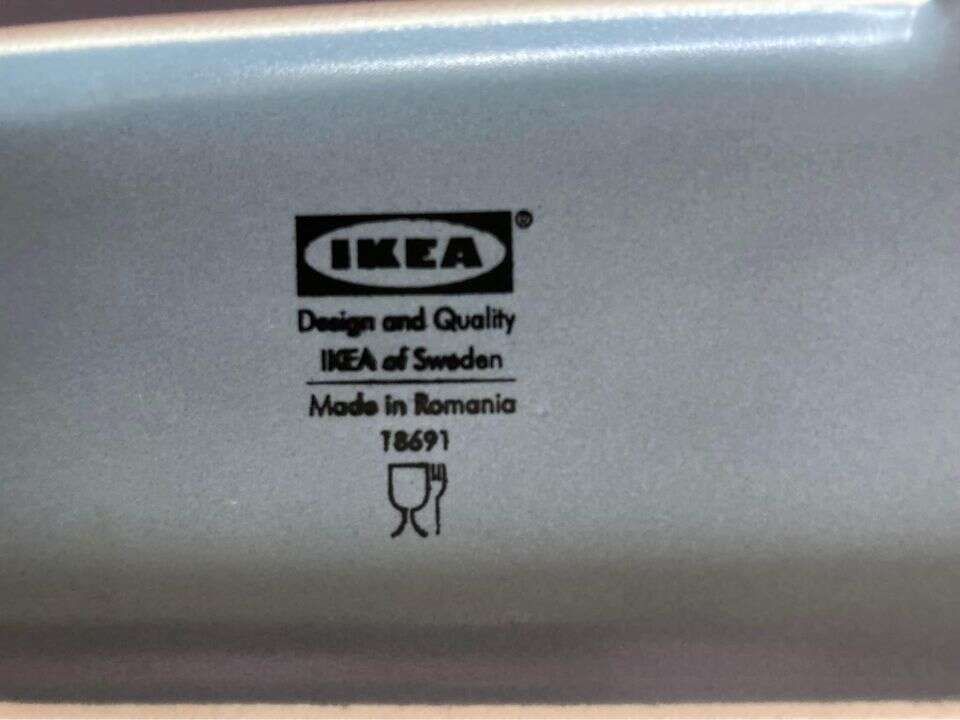 IKEA®
Design and Quality
IKEA of Sweden
Made in Romania
18691